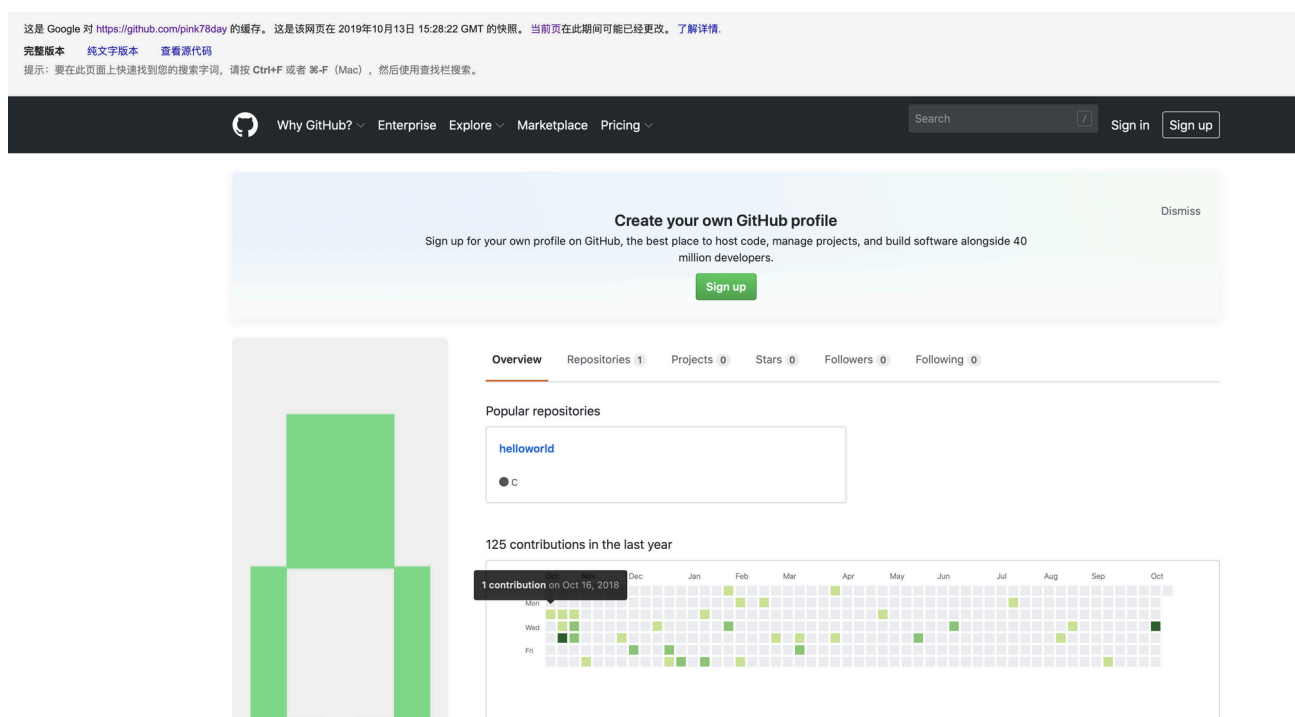 这是 Google 对 https://github.com/pink78day 的缓存。 这是该网页在 2019年10月13日 15:28:22 GMT 的快照。 当前页在此期间可能已经更改。 了解详情.
完整版本 纯文字版本 查看源代码
提示：要在此页面上快速找到您的搜索字词，请按 Ctrl+F 或者 ⌘-F（Mac），然后使用查找栏搜索。
Why GitHub? Enterprise Explore Marketplace Pricing Search / Sign in Sign up
Create your own GitHub profile
Dismiss
Sign up for your own profile on GitHub, the best place to host code, manage projects, and build software alongside 40
million developers.
Sign up
Overview Repositories 1 Projects 0 Stars 0 Followers 0 Following 0
Popular repositories
helloworld
C
125 contributions in the last year
Dec Jan Feb Mar Apr May Jun Jul Aug Sep Oct
1 contribution on Oct 16, 2018
Mon
Wed
Fri